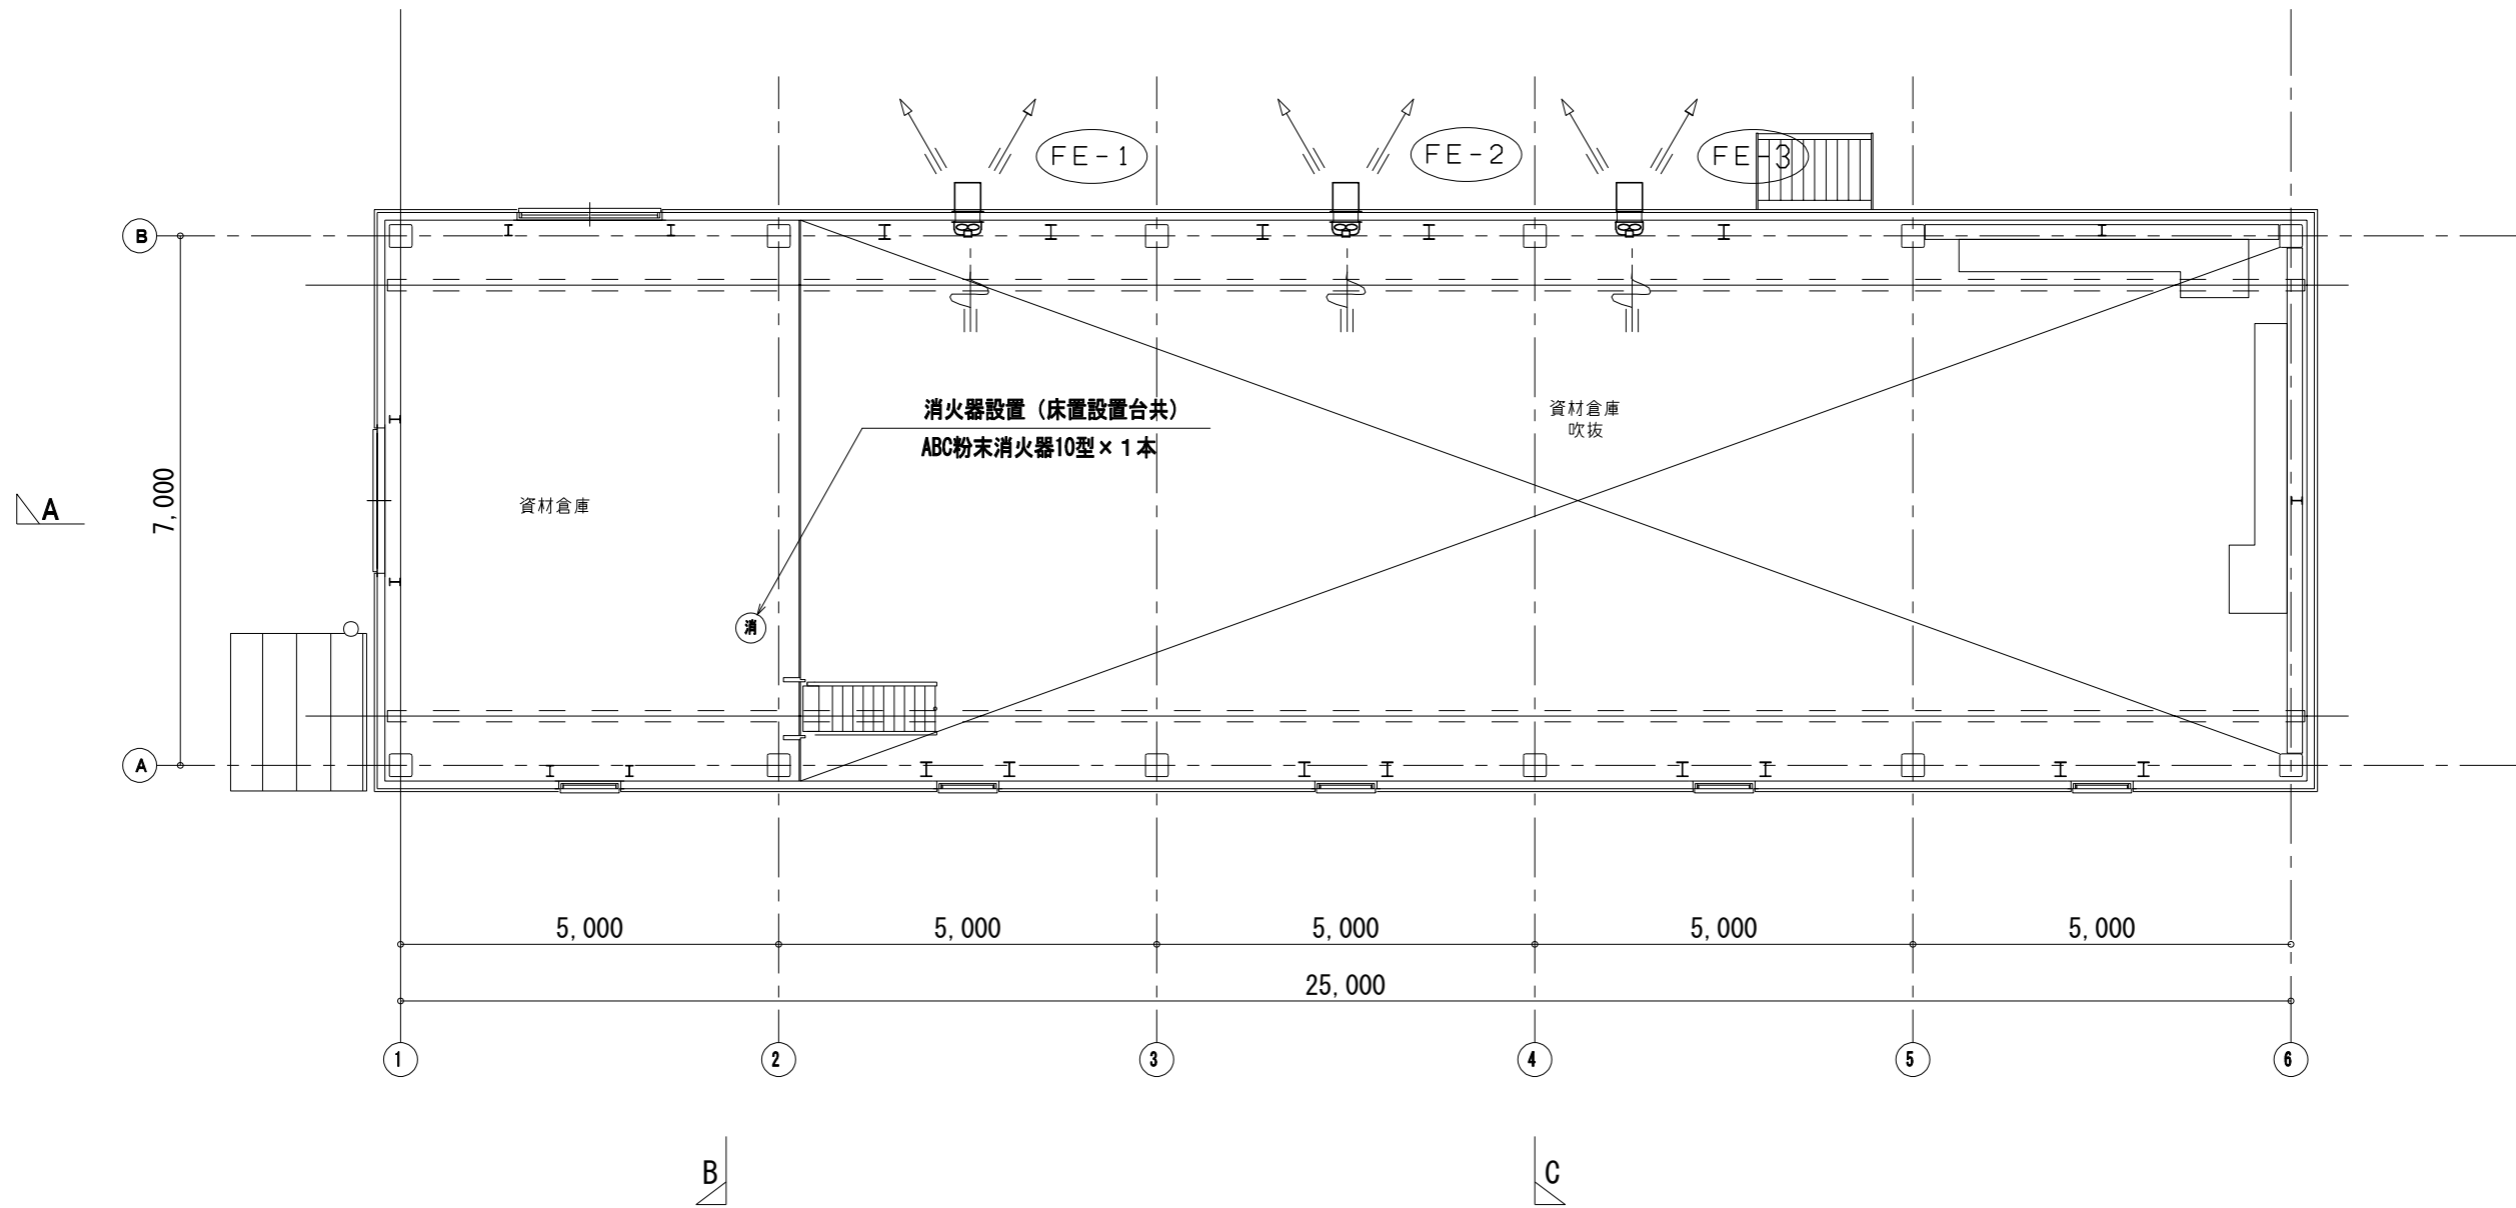 FE-1
FE-2
FE-3
B
消火器設置（床置設置台共）
ABC粉末消火器10型×１本
資材倉庫
吹抜
A
7,000
資材倉庫
消
A
5,000
5,000
5,000
5,000
5,000
25,000
1
2
3
4
5
6
B
C